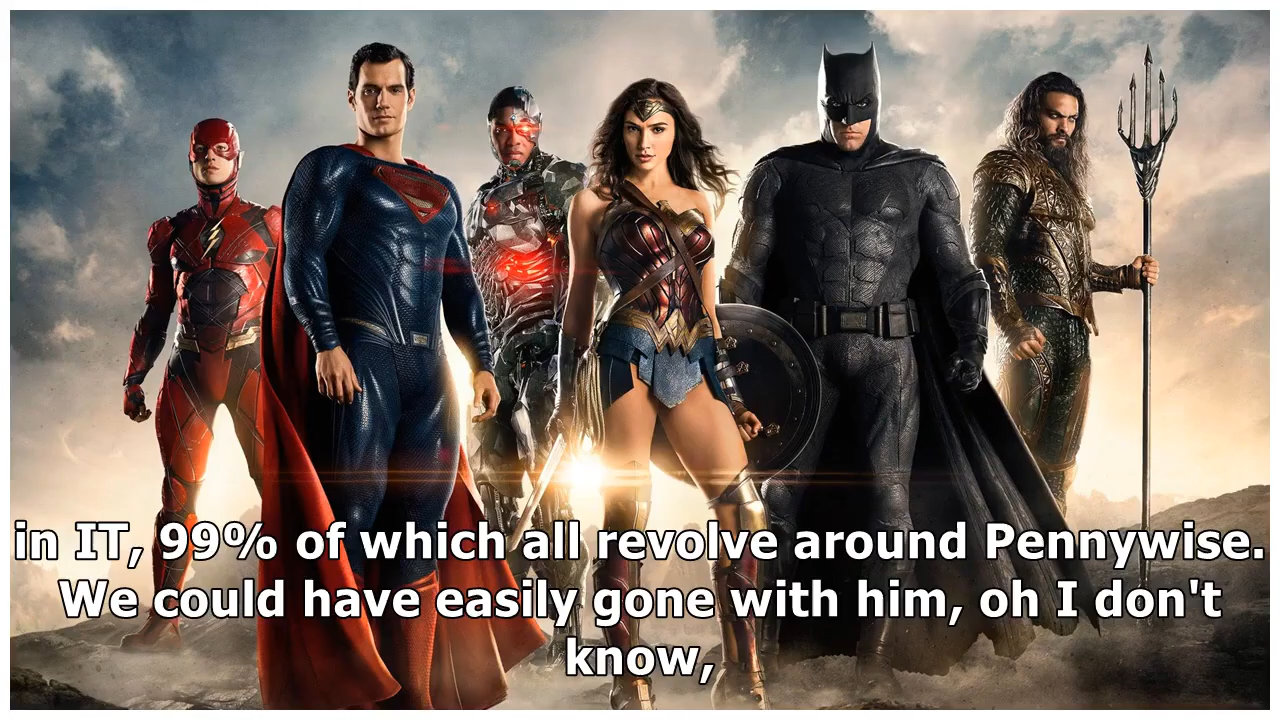 in IT, 99% of which all revolve around Pennywise.
We could have easily gone with him, oh I don't
know,